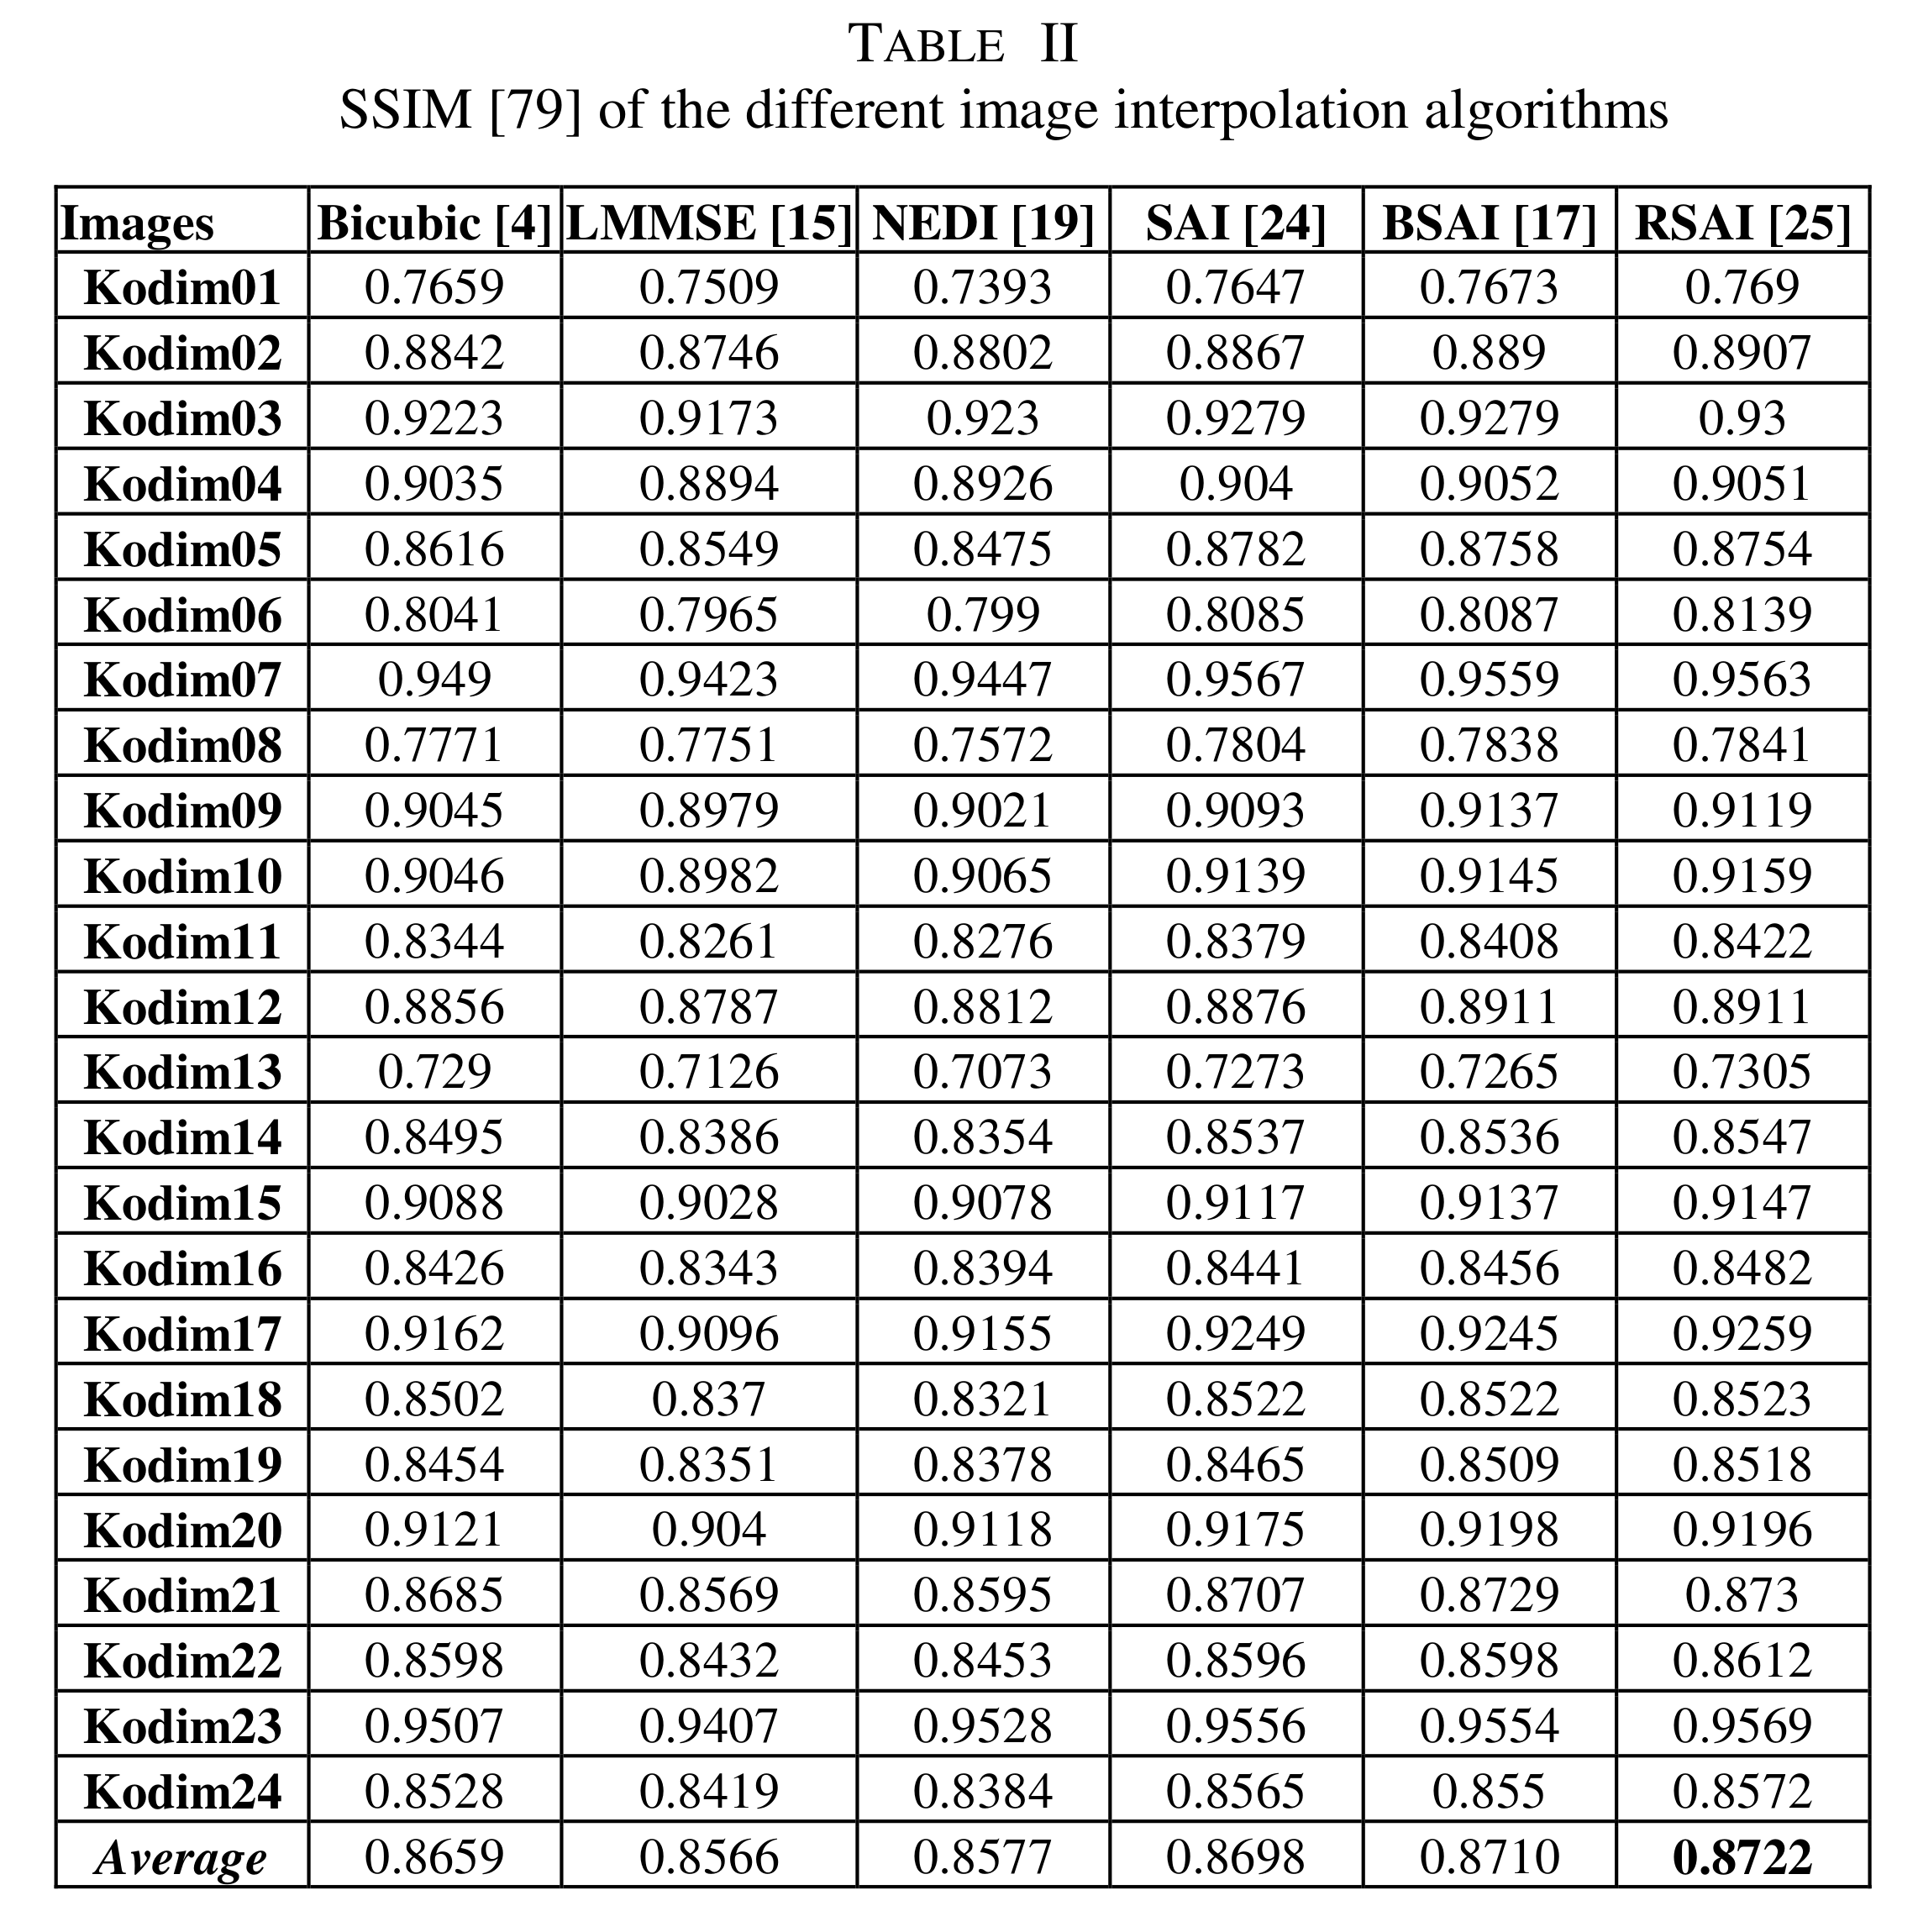 TABLE II
SSIM [79] of the different image interpolation algorithms
Images Bicubic [4] LMMSE [15] NEDI [19] SAI [24] BSAI [17] RSAI [25]
Kodim01 0.7659 0.7509 0.7393 0.7647 0.7673 0.769
Kodim02 0.8842 0.8746 0.8802 0.8867 0.889 0.8907
Kodim03 0.9223 0.9173 0.923 0.9279 0.9279 0.93
Kodim04 0.9035 0.8894 0.8926 0.904 0.9052 0.9051
Kodim05 0.8616 0.8549 0.8475 0.8782 0.8758 0.8754
Kodim06 0.8041 0.7965 0.799 0.8085 0.8087 0.8139
Kodim07 0.949 0.9423 0.9447 0.9567 0.9559 0.9563
Kodim08 0.7771 0.7751 0.7572 0.7804 0.7838 0.7841
Kodim09 0.9045 0.8979 0.9021 0.9093 0.9137 0.9119
Kodim10 0.9046 0.8982 0.9065 0.9139 0.9145 0.9159
Kodim11 0.8344 0.8261 0.8276 0.8379 0.8408 0.8422
Kodim12 0.8856 0.8787 0.8812 0.8876 0.8911 0.8911
Kodim13 0.729 0.7126 0.7073 0.7273 0.7265 0.7305
Kodim14 0.8495 0.8386 0.8354 0.8537 0.8536 0.8547
Kodim15 0.9088 0.9028 0.9078 0.9117 0.9137 0.9147
Kodim16 0.8426 0.8343 0.8394 0.8441 0.8456 0.8482
Kodim17 0.9162 0.9096 0.9155 0.9249 0.9245 0.9259
Kodim18 0.8502 0.837 0.8321 0.8522 0.8522 0.8523
Kodim19 0.8454 0.8351 0.8378 0.8465 0.8509 0.8518
Kodim20 0.9121 0.904 0.9118 0.9175 0.9198 0.9196
Kodim21 0.8685 0.8569 0.8595 0.8707 0.8729 0.873
Kodim22 0.8598 0.8432 0.8453 0.8596 0.8598 0.8612
Kodim23 0.9507 0.9407 0.9528 0.9556 0.9554 0.9569
Kodim24 0.8528 0.8419 0.8384 0.8565 0.855 0.8572
Average 0.8659 0.8566 0.8577 0.8698 0.8710 0.8722